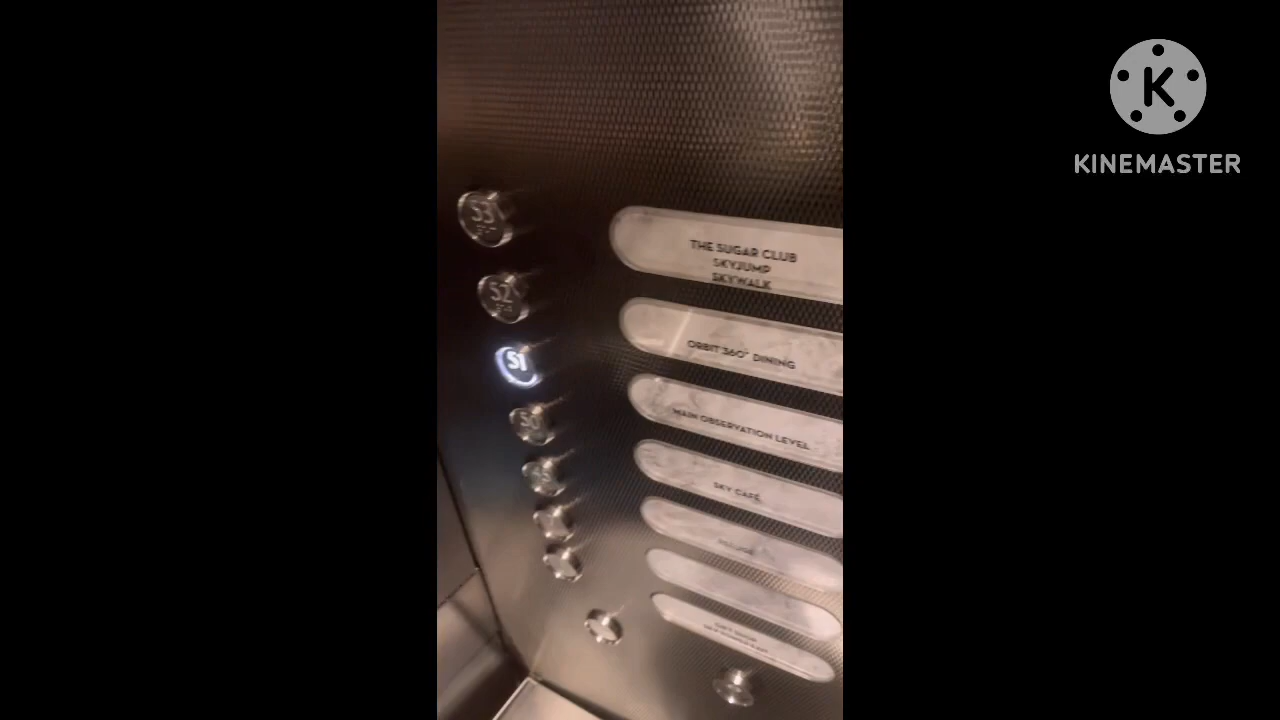 KINEMASTER
53
THE SUGAR CLUB
SKYJUMP
SKYWALK
52
ORBIT 360° DINING
51
MAIN OBSERVATION LEVEL
50
SKY CAFE